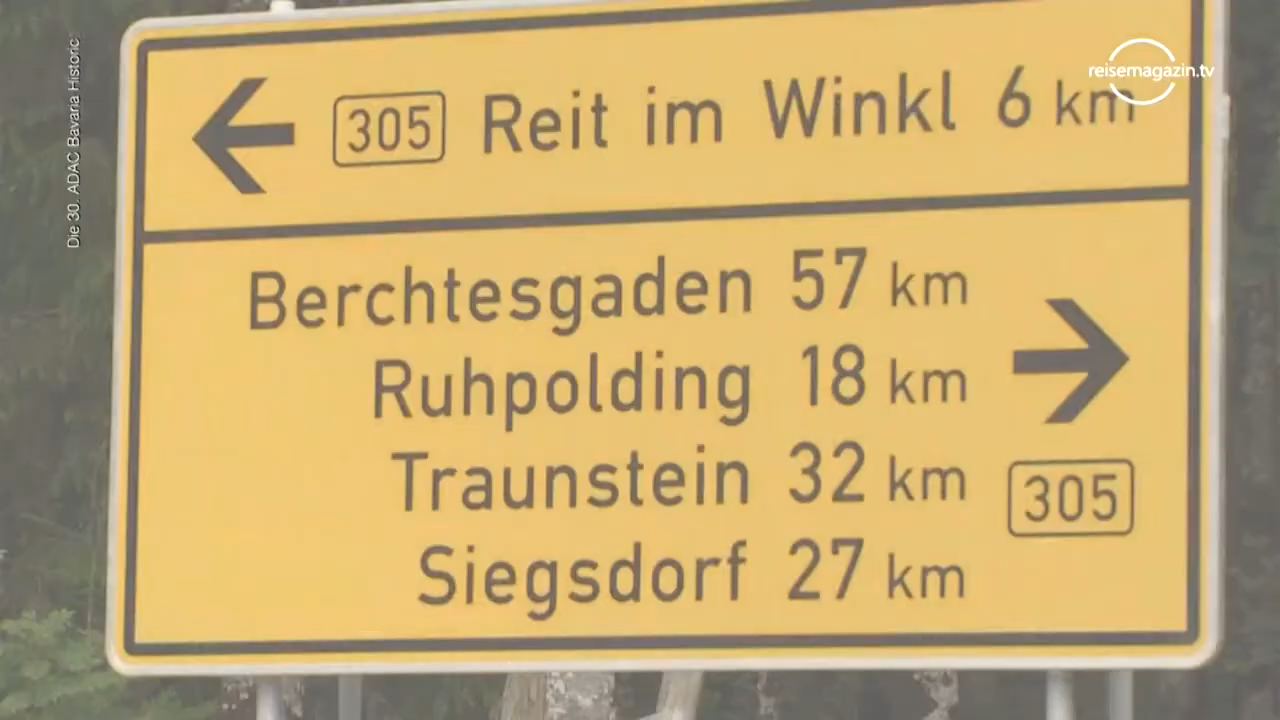 Die 30. ADAC Bavaria Historic
reisemagazin.tv
305 Reit im Winkl 6 km
Berchtesgaden 57 km
Ruhpolding 18 km
Traunstein 32 km
305
Siegsdorf 27 km